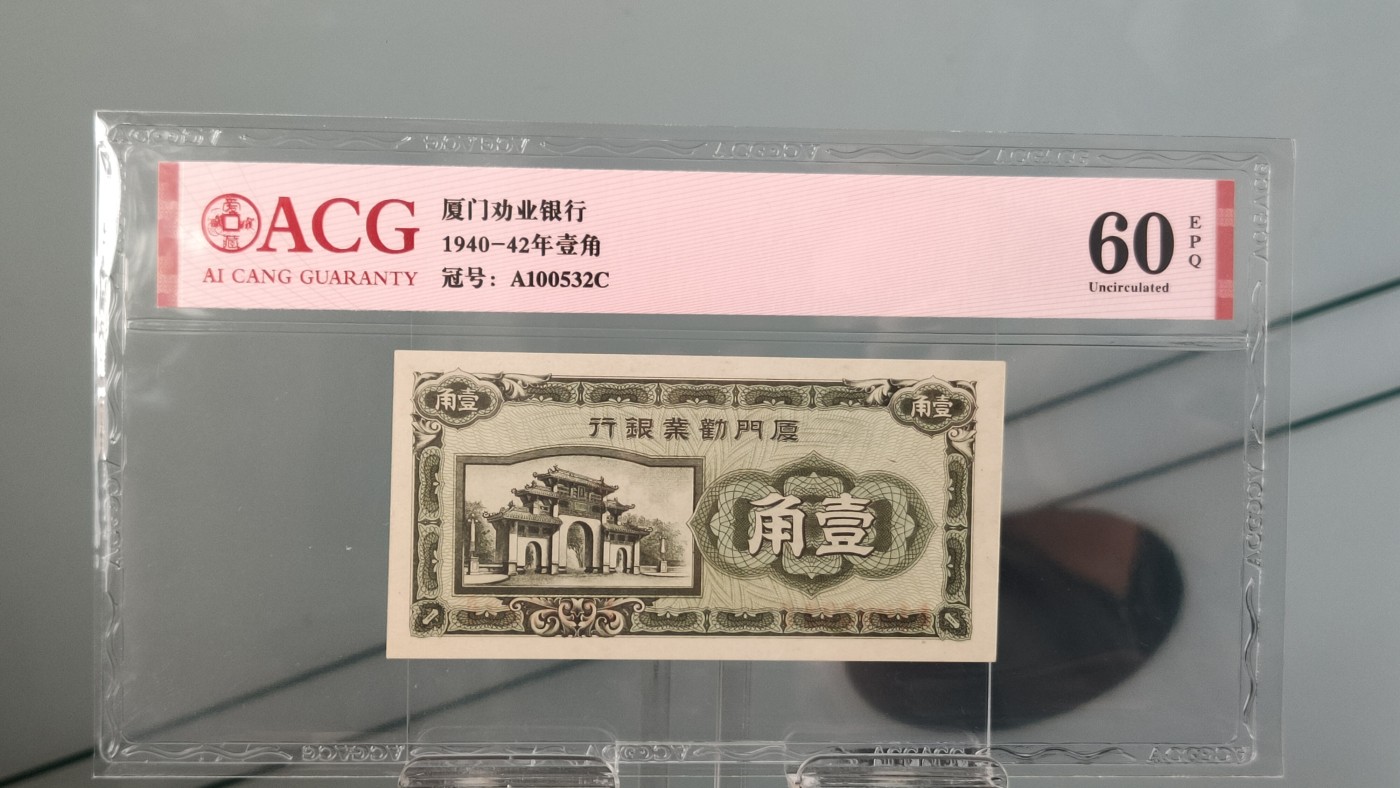 ACG
AI CANG GUARANTY
厦门劝业银行
1940-42年壹角
冠号：A100532C
60
EPQ
Uncirculated
角壹
角壹
行銀業勸門廈
角壹